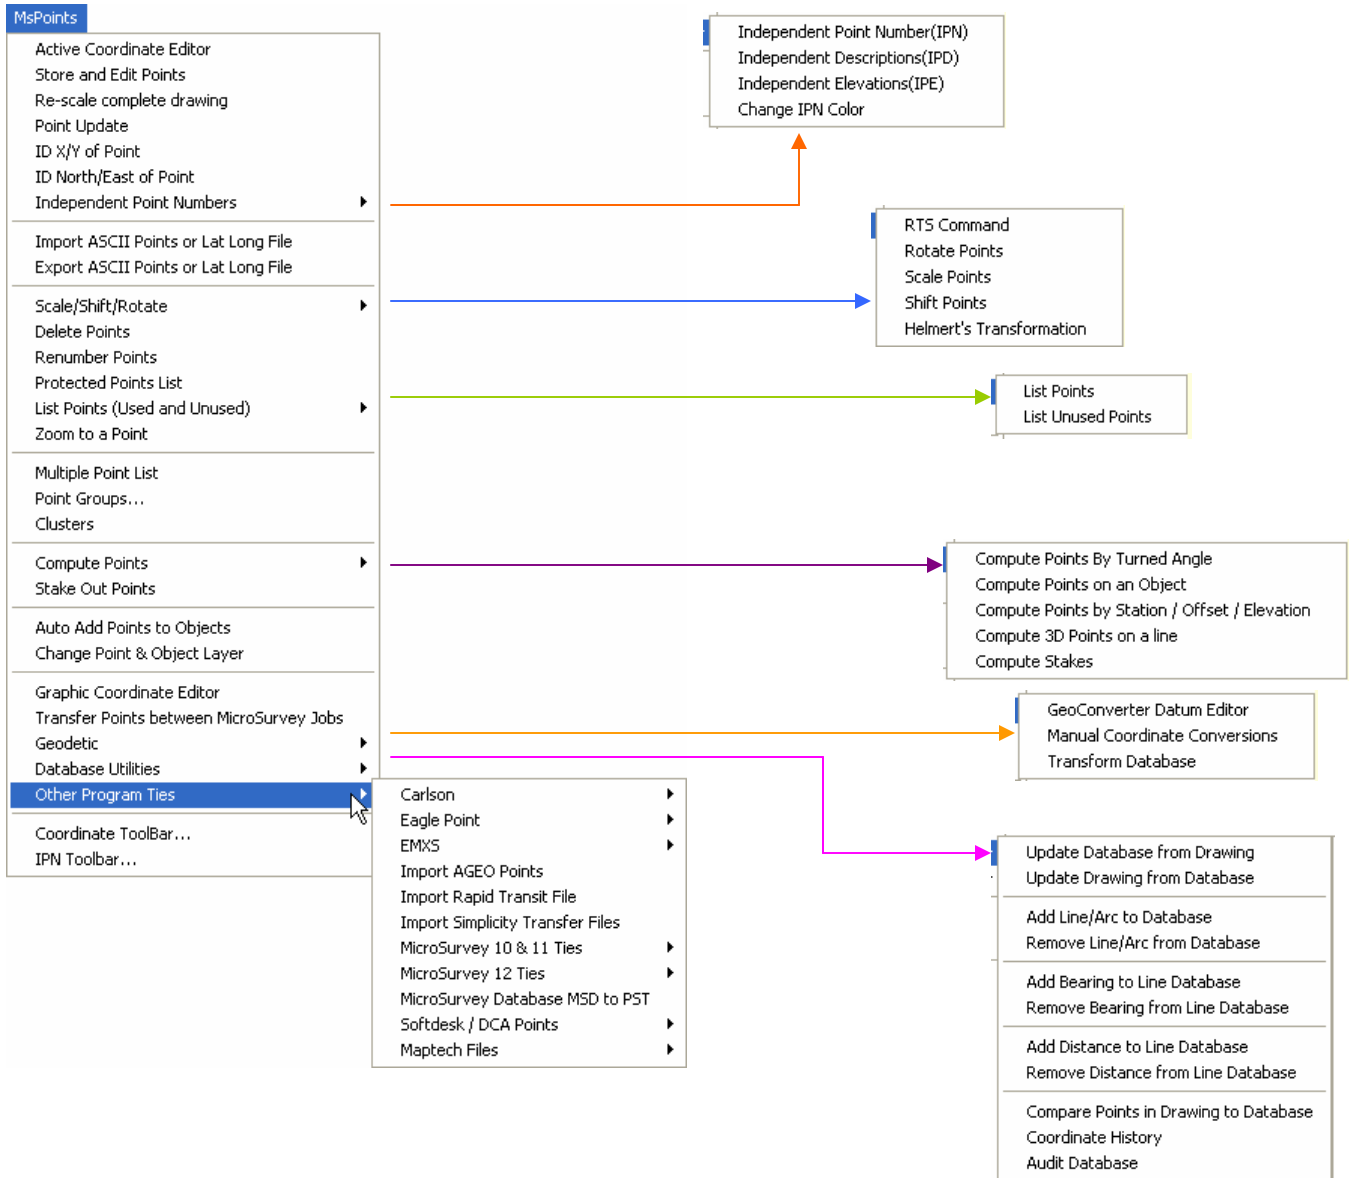 MsPoints
Active Coordinate Editor
Store and Edit Points
Re-scale complete drawing
Point Update
ID X/Y of Point
ID North/East of Point
Independent Point Numbers
Import ASCII Points or Lat Long File
Export ASCII Points or Lat Long File
Scale/Shift/Rotate
Delete Points
Renumber Points
Protected Points List
List Points (Used and Unused)
Zoom to a Point
Multiple Point List
Point Groups...
Clusters
Compute Points
Stake Out Points
Auto Add Points to Objects
Change Point & Object Layer
Graphic Coordinate Editor
Transfer Points between MicroSurvey Jobs
Geodetic
Database Utilities
Other Program Ties
Coordinate ToolBar...
IPN Toolbar...
Carlson
Eagle Point
EMXS
Import AGEO Points
Import Rapid Transit File
Import Simplicity Transfer Files
MicroSurvey 10 & 11 Ties
MicroSurvey 12 Ties
MicroSurvey Database MSD to PST
Softdesk / DCA Points
Maptech Files
Independent Point Number(IPN)
Independent Descriptions(IPD)
Independent Elevations(IPE)
Change IPN Color
RTS Command
Rotate Points
Scale Points
Shift Points
Helmert's Transformation
List Points
List Unused Points
Compute Points By Turned Angle
Compute Points on an Object
Compute Points by Station / Offset / Elevation
Compute 3D Points on a line
Compute Stakes
GeoConverter Datum Editor
Manual Coordinate Conversions
Transform Database
Update Database from Drawing
Update Drawing from Database
Add Line/Arc to Database
Remove Line/Arc from Database
Add Bearing to Line Database
Remove Bearing from Line Database
Add Distance to Line Database
Remove Distance from Line Database
Compare Points in Drawing to Database
Coordinate History
Audit Database